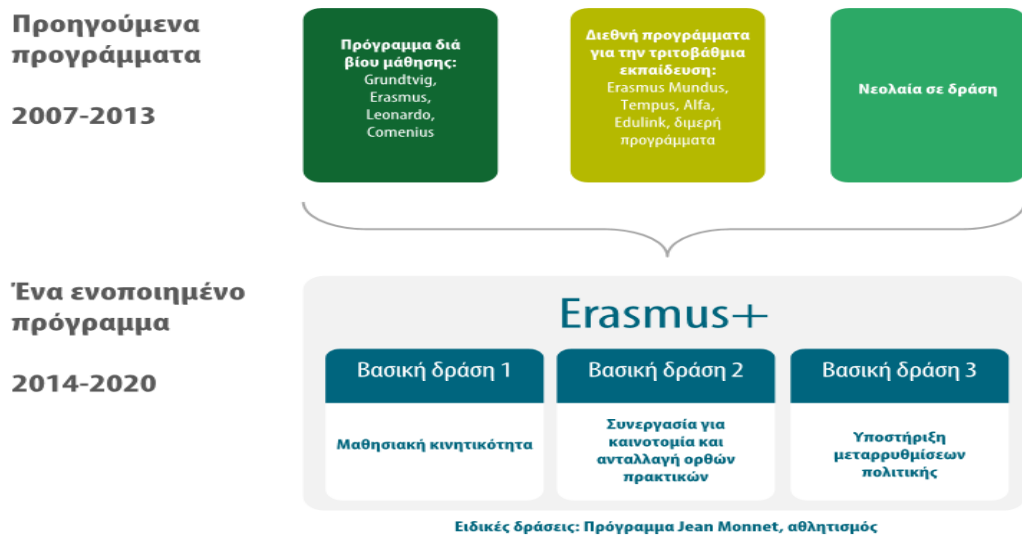 Προηγούμενα
προγράμματα
2007-2013
Πρόγραμμα διά
βίου μάθησης:
Grundtvig,
Erasmus,
Leonardo,
Comenius
Διεθνή προγράμματα
για την τριτοβάθμια
εκπαίδευση:
Erasmus Mundus,
Tempus, Alfa,
Edulink, διμερή
προγράμματα
Νεολαία σε δράση
Ένα ενοποιημένο
πρόγραμμα
2014-2020
Erasmus+
Βασική δράση 1
Μαθησιακή κινητικότητα
Βασική δράση 2
Συνεργασία για
καινοτομία και
ανταλλαγή ορθών
πρακτικών
Βασική δράση 3
Υποστήριξη
μεταρρυθμίσεων
πολιτικής
Ειδικές δράσεις: Πρόγραμμα Jean Monnet, αθλητισμός